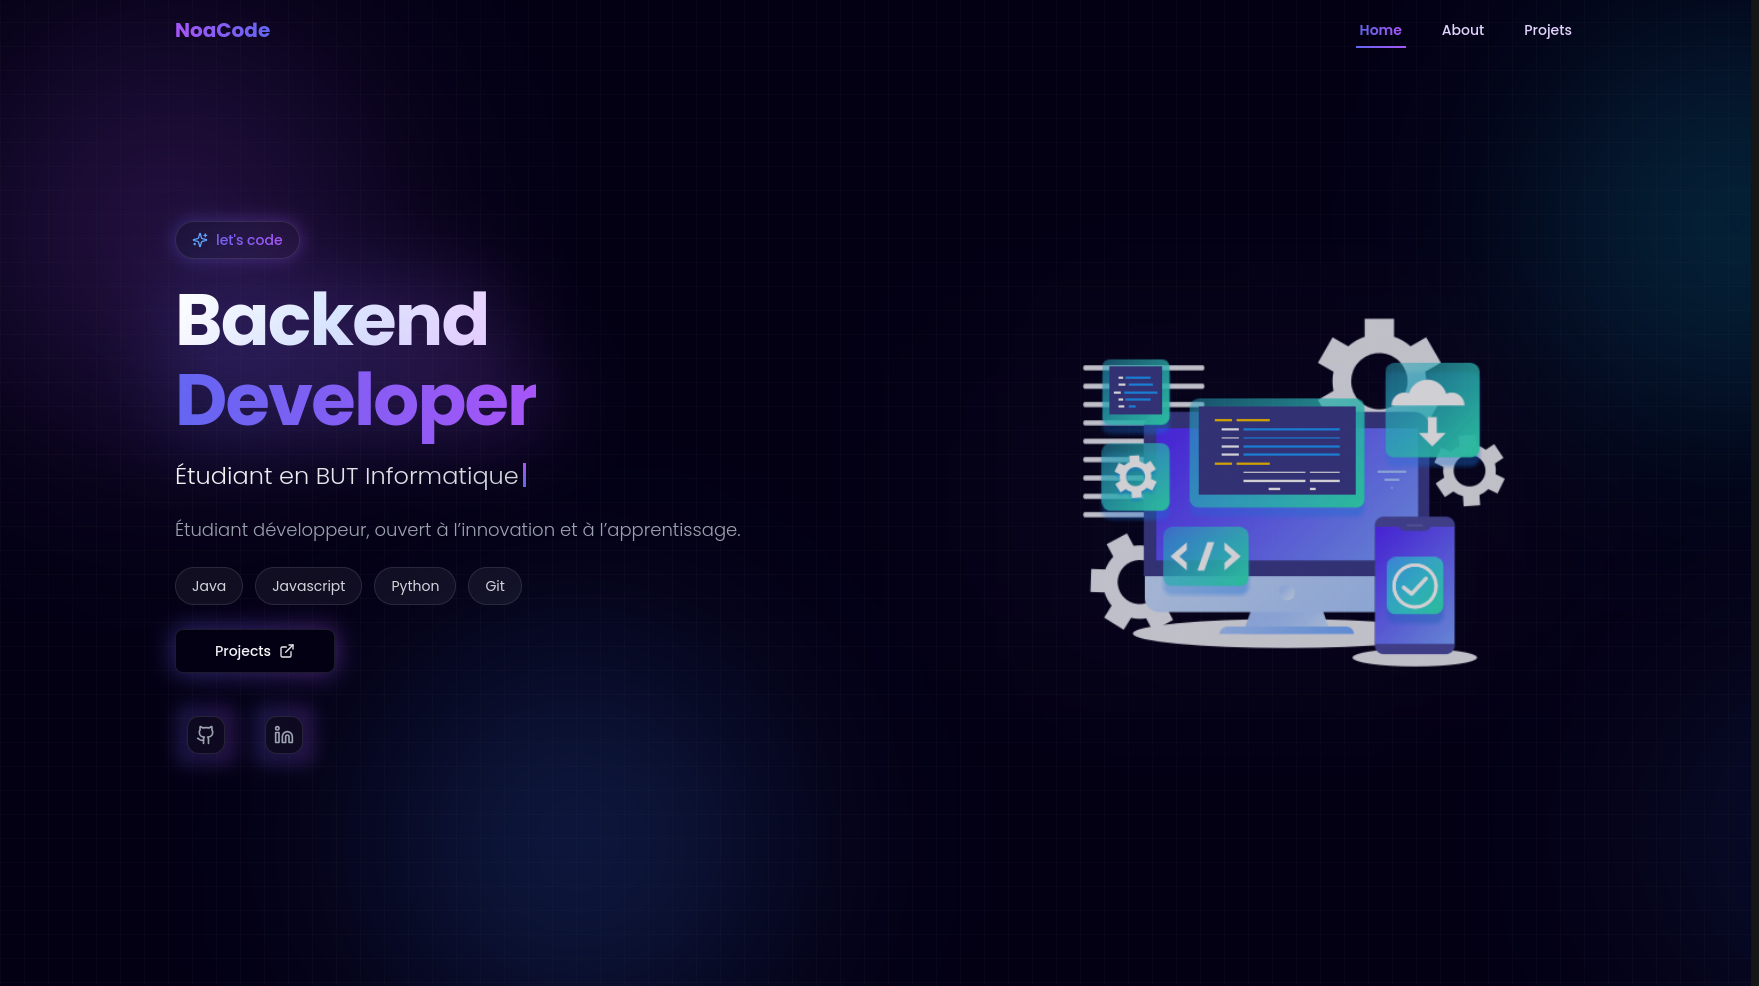 NoaCode
Home About Projets
let's code
Backend
Developer
Étudiant en BUT Informatique
Étudiant développeur, ouvert à l’innovation et à l’apprentissage.
Java Javascript Python Git
Projects